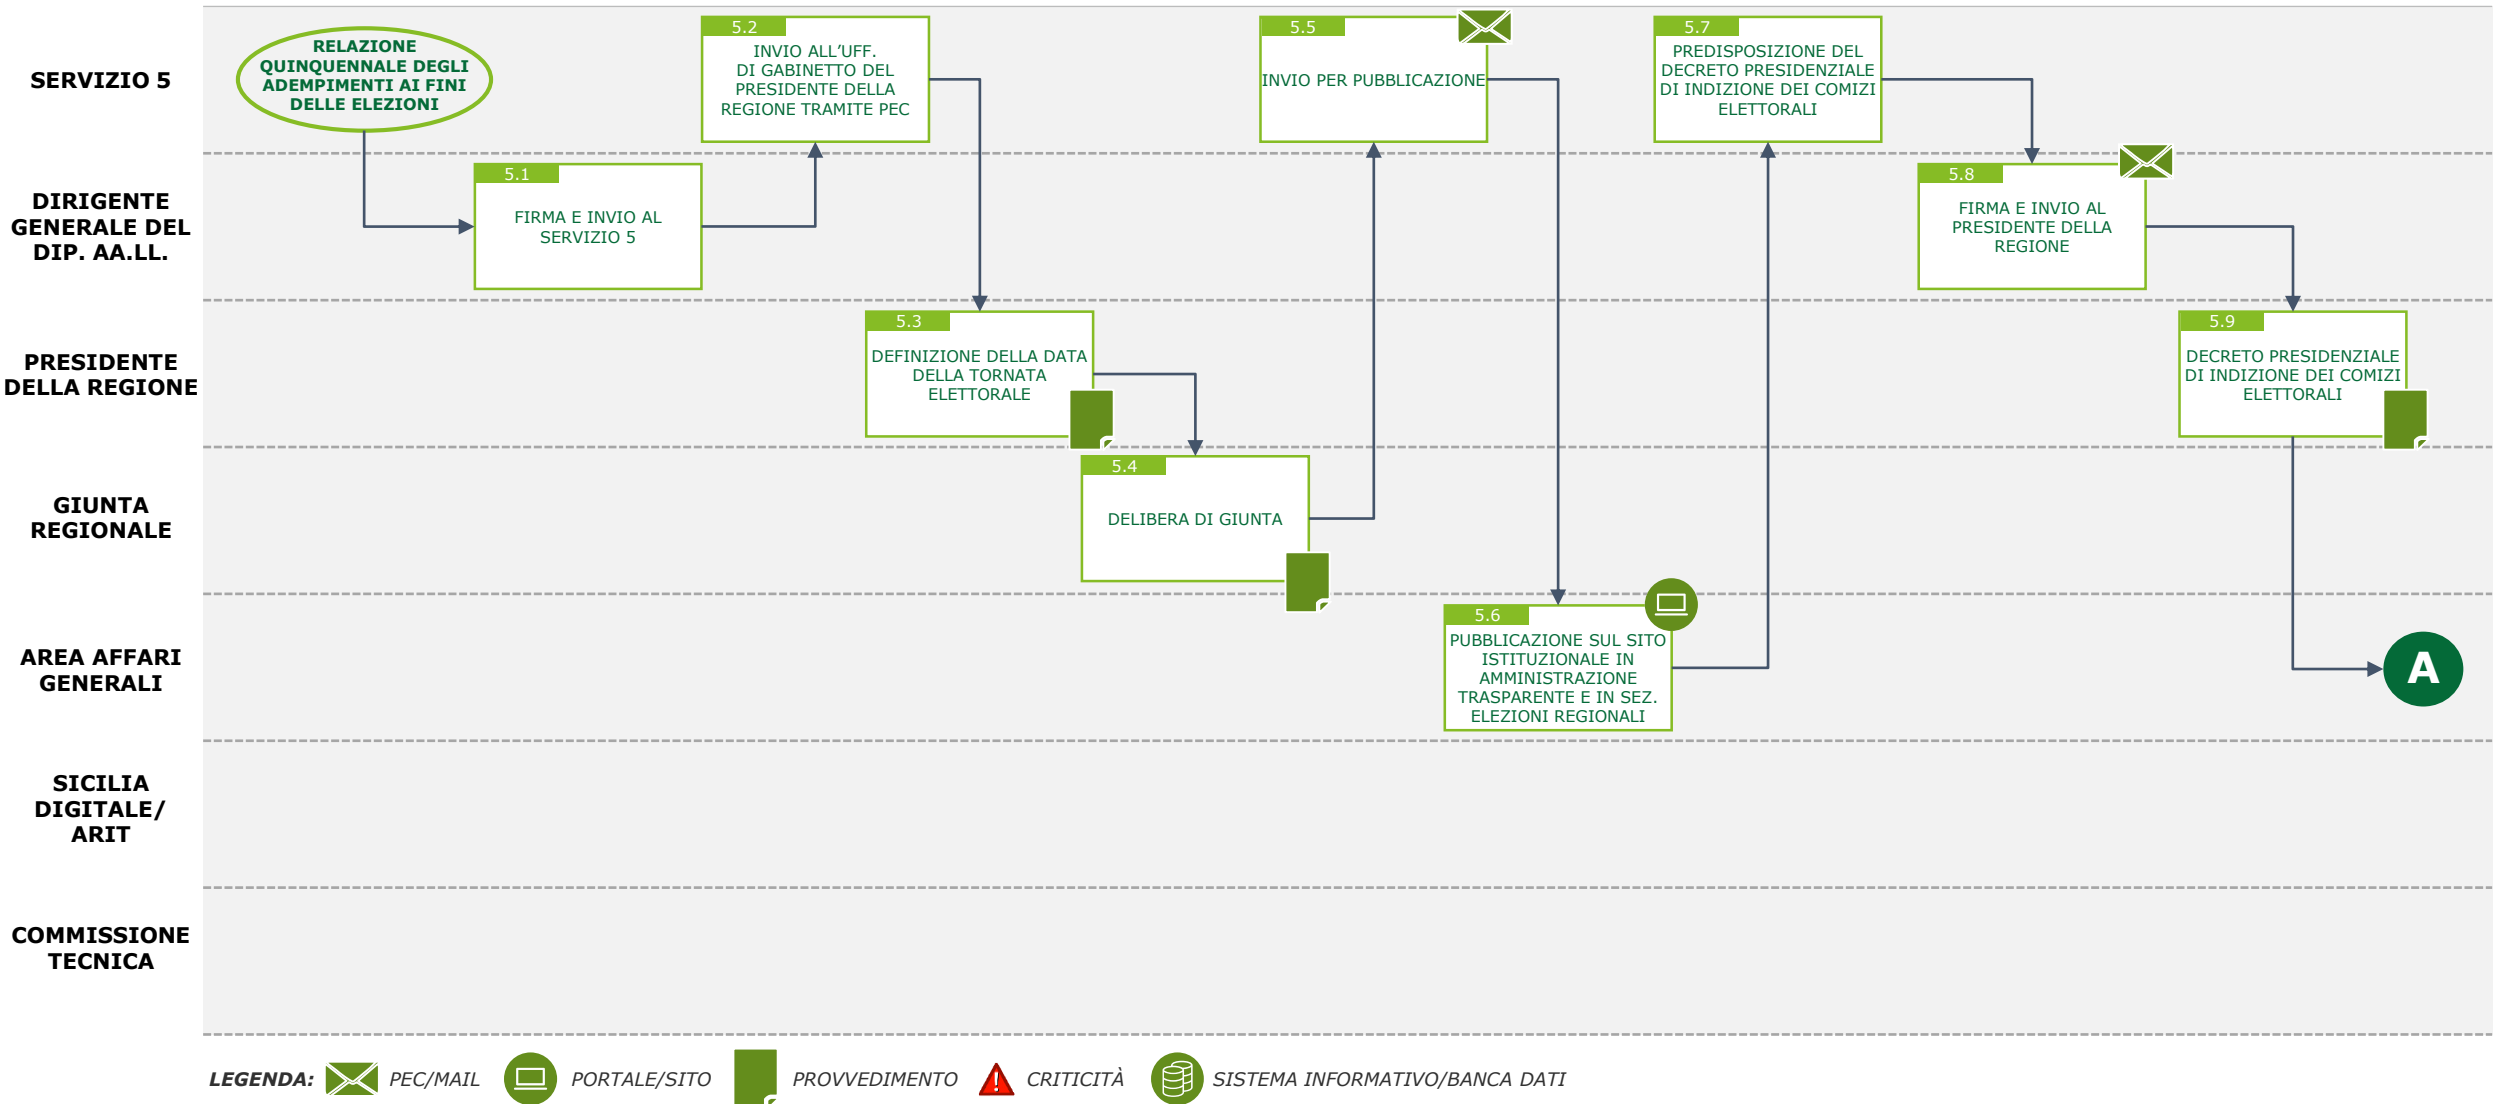 SERVIZIO 5
RELAZIONE
QUINQUENNALE DEGLI
ADEMPIMENTI AI FINI
DELLE ELEZIONI
5.2
INVIO ALL’UFF.
DI GABINETTO DEL
PRESIDENTE DELLA
REGIONE TRAMITE PEC
5.5
INVIO PER PUBBLICAZIONE
5.7
PREDISPOSIZIONE DEL
DECRETO PRESIDENZIALE
DI INDIZIONE DEI COMIZI
ELETTORALI
DIRIGENTE
GENERALE DEL
DIP. AA.LL.
5.1
FIRMA E INVIO AL
SERVIZIO 5
5.8
FIRMA E INVIO AL
PRESIDENTE DELLA
REGIONE
PRESIDENTE
DELLA REGIONE
5.3
DEFINIZIONE DELLA DATA
DELLA TORNATA
ELETTORALE
5.9
DECRETO PRESIDENZIALE
DI INDIZIONE DEI COMIZI
ELETTORALI
GIUNTA
REGIONALE
5.4
DELIBERA DI GIUNTA
AREA AFFARI
GENERALI
5.6
PUBBLICAZIONE SUL SITO
ISTITUZIONALE IN
AMMINISTRAZIONE
TRASPARENTE E IN SEZ.
ELEZIONI REGIONALI
A
SICILIA
DIGITALE/
ARIT
COMMISSIONE
TECNICA
LEGENDA: PEC/MAIL PORTALE/SITO PROVVEDIMENTO CRITICITÀ SISTEMA INFORMATIVO/BANCA DATI